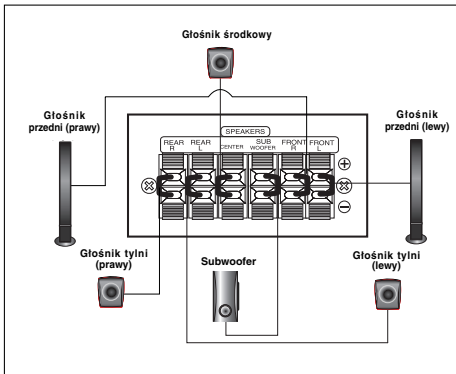 Głośnik środkowy
Głośnik
przedni (prawy)
Głośnik
przedni (lewy)
SPEAKERS
REAR
R
REAR
L
CENTER
SUB
WOOFER
FRONT
R
FRONT
L
+
−
Głośnik tylni
(prawy)
Subwoofer
Głośnik tylni
(lewy)